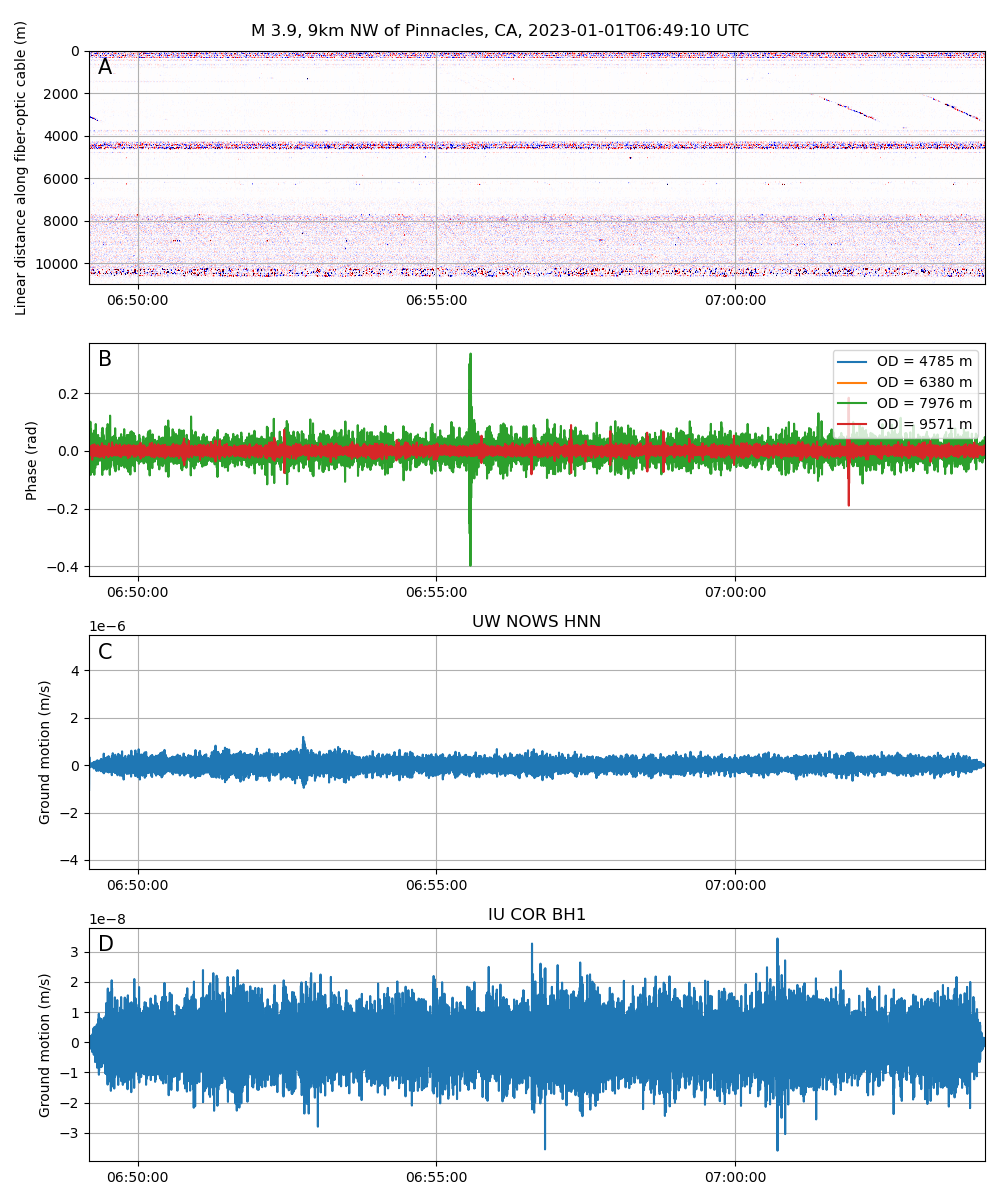 M 3.9, 9km NW of Pinnacles, CA, 2023-01-01T06:49:10 UTC
A
Linear distance along fiber-optic cable (m)
0
2000
4000
6000
8000
10000
06:50:00 06:55:00 07:00:00
B
OD = 4785 m
OD = 6380 m
OD = 7976 m
OD = 9571 m
Phase (rad)
0.2
0.0
−0.2
−0.4
06:50:00 06:55:00 07:00:00
UW NOWS HNN
1e−6
C
Ground motion (m/s)
4
2
0
−2
−4
06:50:00 06:55:00 07:00:00
IU COR BH1
1e−8
D
Ground motion (m/s)
3
2
1
0
−1
−2
−3
06:50:00 06:55:00 07:00:00